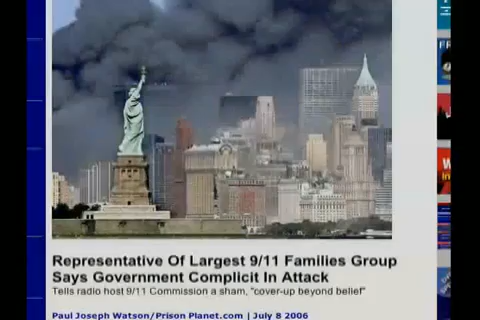 Representative Of Largest 9/11 Families Group
Says Government Complicit In Attack
Tells radio host 9/11 Commission a sham, "cover-up beyond belief"
Paul Joseph Watson/Prison Planet.com | July 8 2006